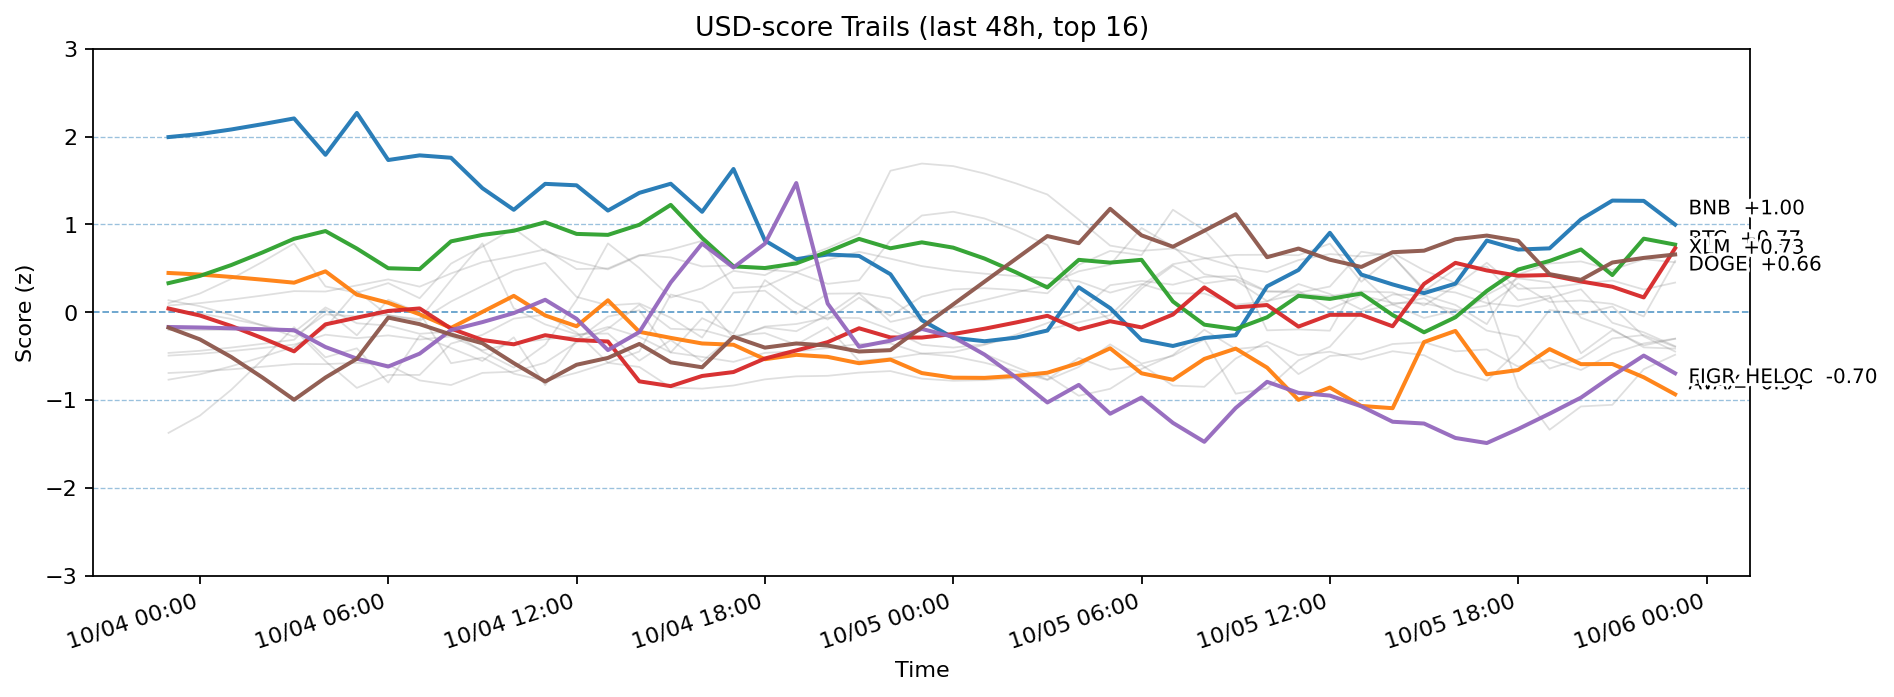 USD-score Trails (last 48h, top 16)
3
2
1
0
−1
−2
−3
Score (z)
BNB +1.00
+0.77
XLM +0.73
DOGE +0.66
HELOC -0.70
10/04 00:00
10/04 06:00
10/04 12:00
10/04 18:00
10/05 00:00
10/05 06:00
10/05 12:00
10/05 18:00
10/06 00:00
Time